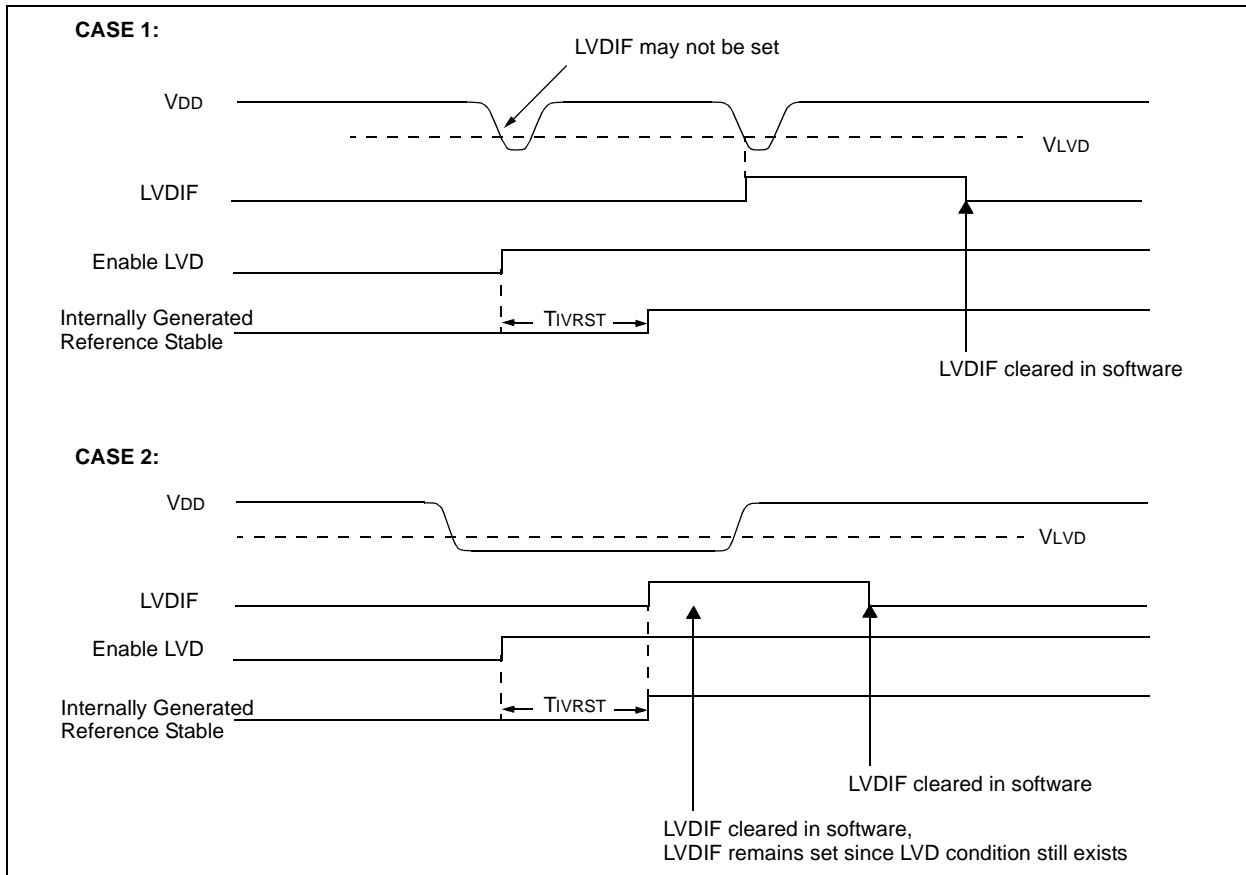 CASE 1:
LVDIF may not be set
VDD
VLVD
LVDIF
Enable LVD
Internally Generated
Reference Stable
TIVRST
LVDIF cleared in software
CASE 2:
VDD
VLVD
LVDIF
Enable LVD
Internally Generated
Reference Stable
TIVRST
LVDIF cleared in software
LVDIF cleared in software,
LVDIF remains set since LVD condition still exists